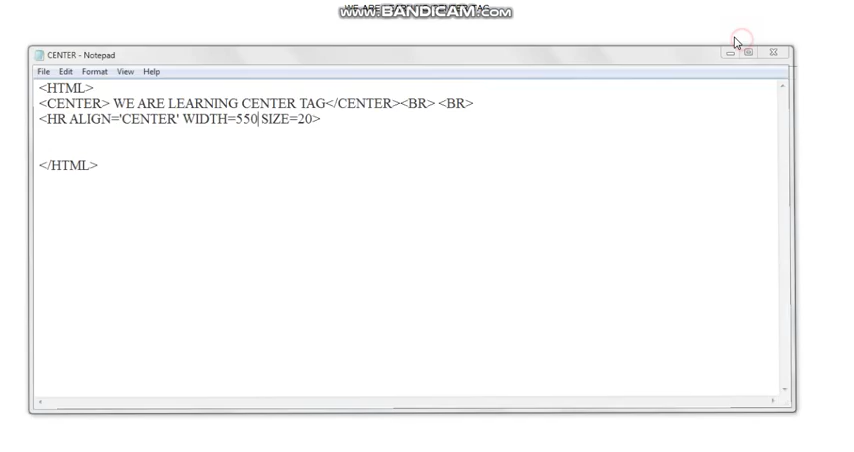 WWW.BANDICAM.COM
CENTER - Notepad
File Edit Format View Help
<HTML>
<CENTER> WE ARE LEARNING CENTER TAG</CENTER><BR> <BR>
<HR ALIGN='CENTER' WIDTH=550 SIZE=20>
</HTML>